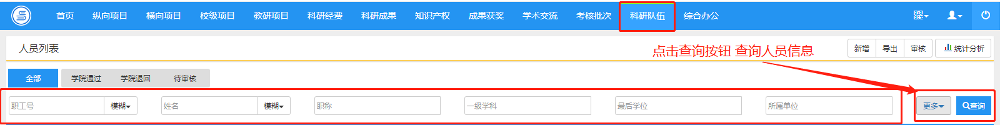 首页 纵向项目 横向项目 校级项目 教研项目 科研经费 科研成果 知识产权 成果获奖 学术交流 考核批次 科研队伍 综合办公
人员列表 点击查询按钮 查询人员信息 新增 导出 审核 统计分析
全部 学院通过 学院退回 待审核
职工号 模糊 姓名 模糊 职称 一级学科 最后学位 所属单位 更多 查询